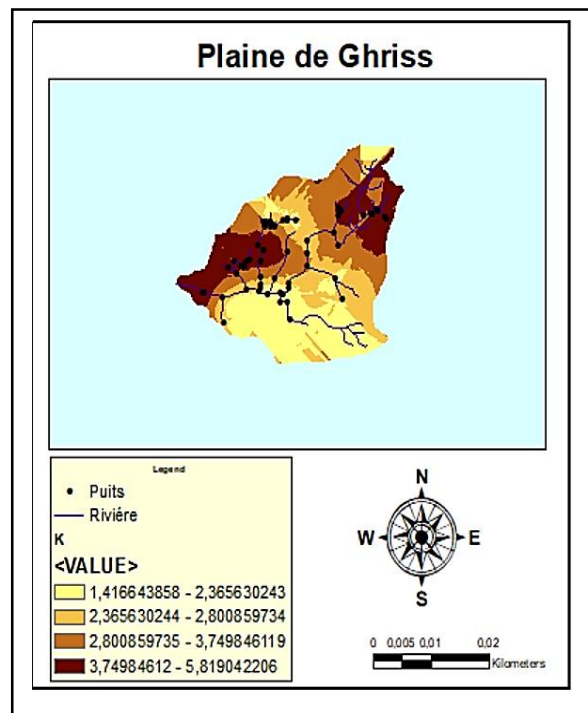 Plaine de Ghriss
Legend
Puits
Riviére
K
<VALUE>
1,416643858 - 2,365630243
2,365630244 - 2,800859734
2,800859735 - 3,749846119
3,74984612 - 5,819042206
N
W
E
S
0 0,005 0,01 0,02
Kilometers